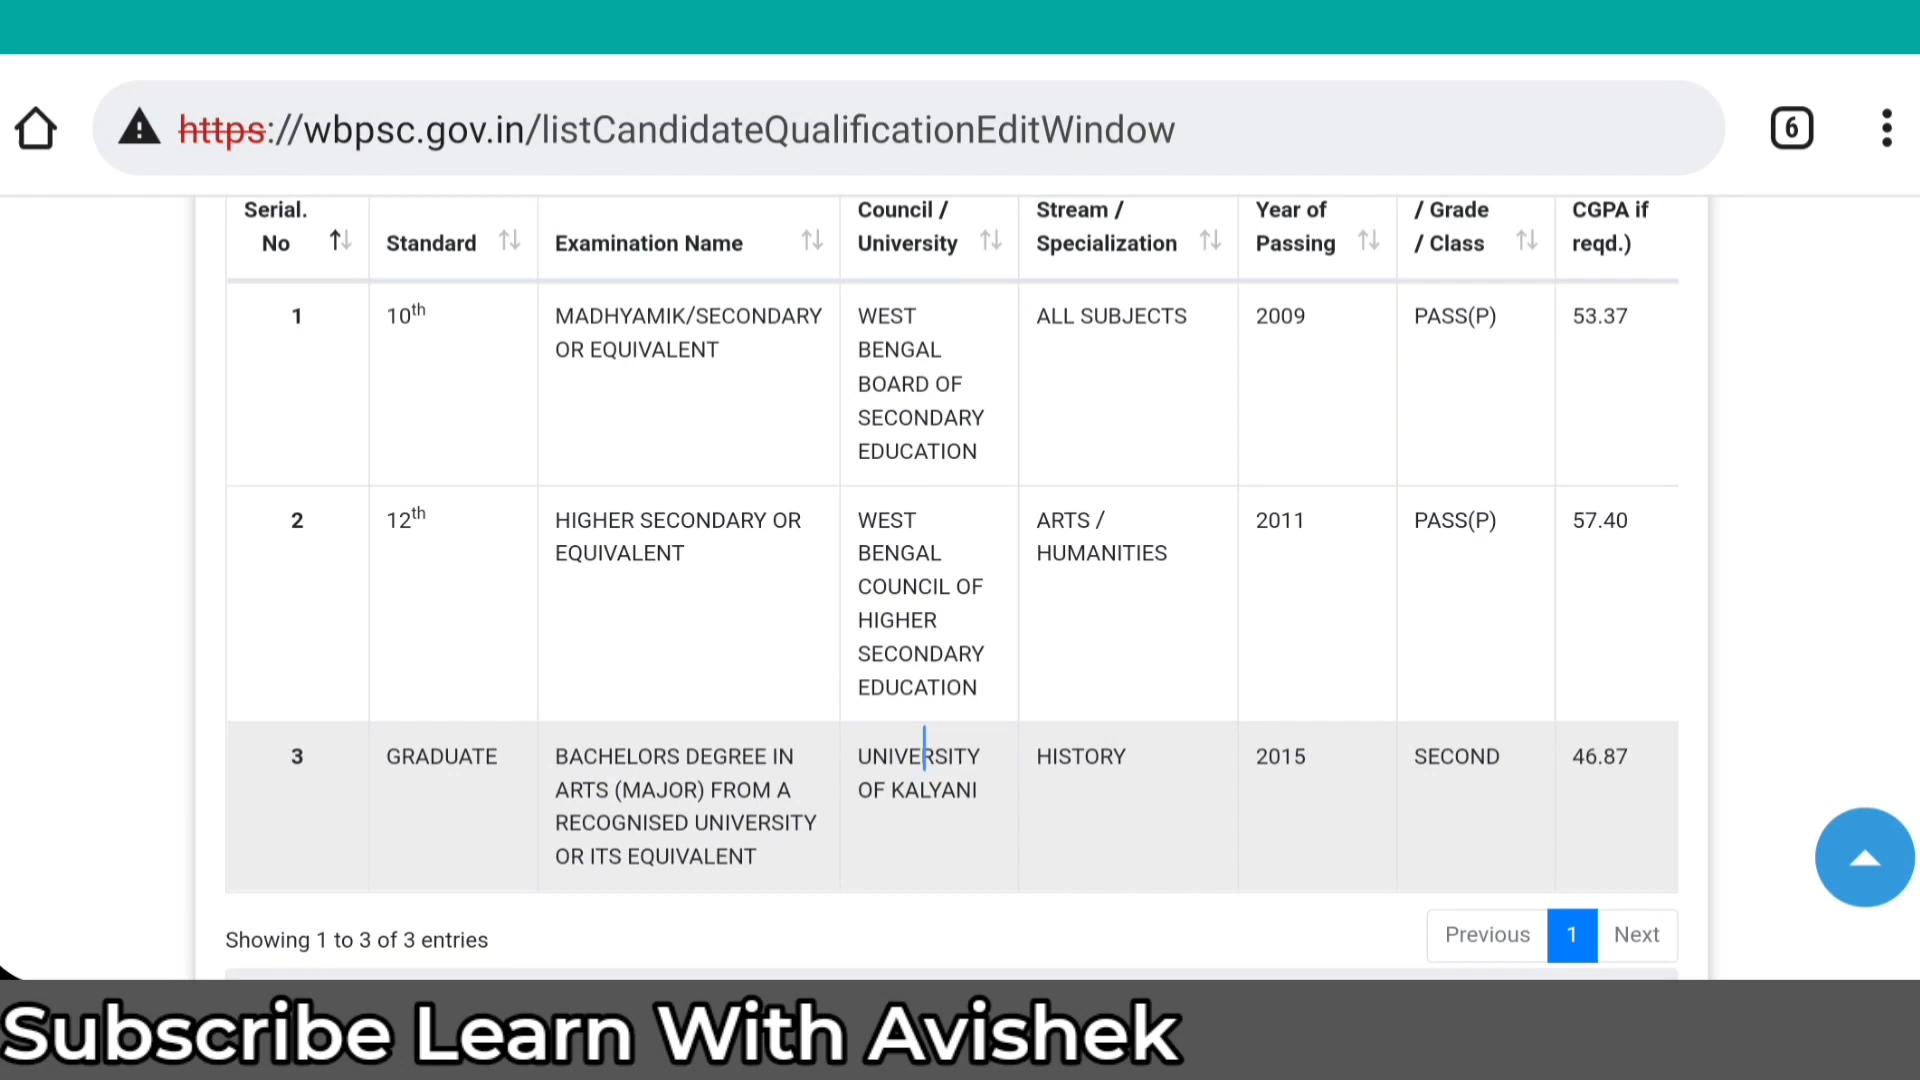 https://wbpsc.gov.in/listCandidateQualificationEditWindow
6
Serial.
No
Standard
Examination Name
Council /
University
Stream /
Specialization
Year of
Passing
/ Grade
/ Class
CGPA if
reqd.)
1
10th
MADHYAMIK/SECONDARY
OR EQUIVALENT
WEST
BENGAL
BOARD OF
SECONDARY
EDUCATION
ALL SUBJECTS
2009
PASS(P)
53.37
2
12th
HIGHER SECONDARY OR
EQUIVALENT
WEST
BENGAL
COUNCIL OF
HIGHER
SECONDARY
EDUCATION
ARTS /
HUMANITIES
2011
PASS(P)
57.40
3
GRADUATE
BACHELORS DEGREE IN
ARTS (MAJOR) FROM A
RECOGNISED UNIVERSITY
OR ITS EQUIVALENT
UNIVERSITY
OF KALYANI
HISTORY
2015
SECOND
46.87
Showing 1 to 3 of 3 entries
Previous
1
Next
Subscribe Learn With Avishek